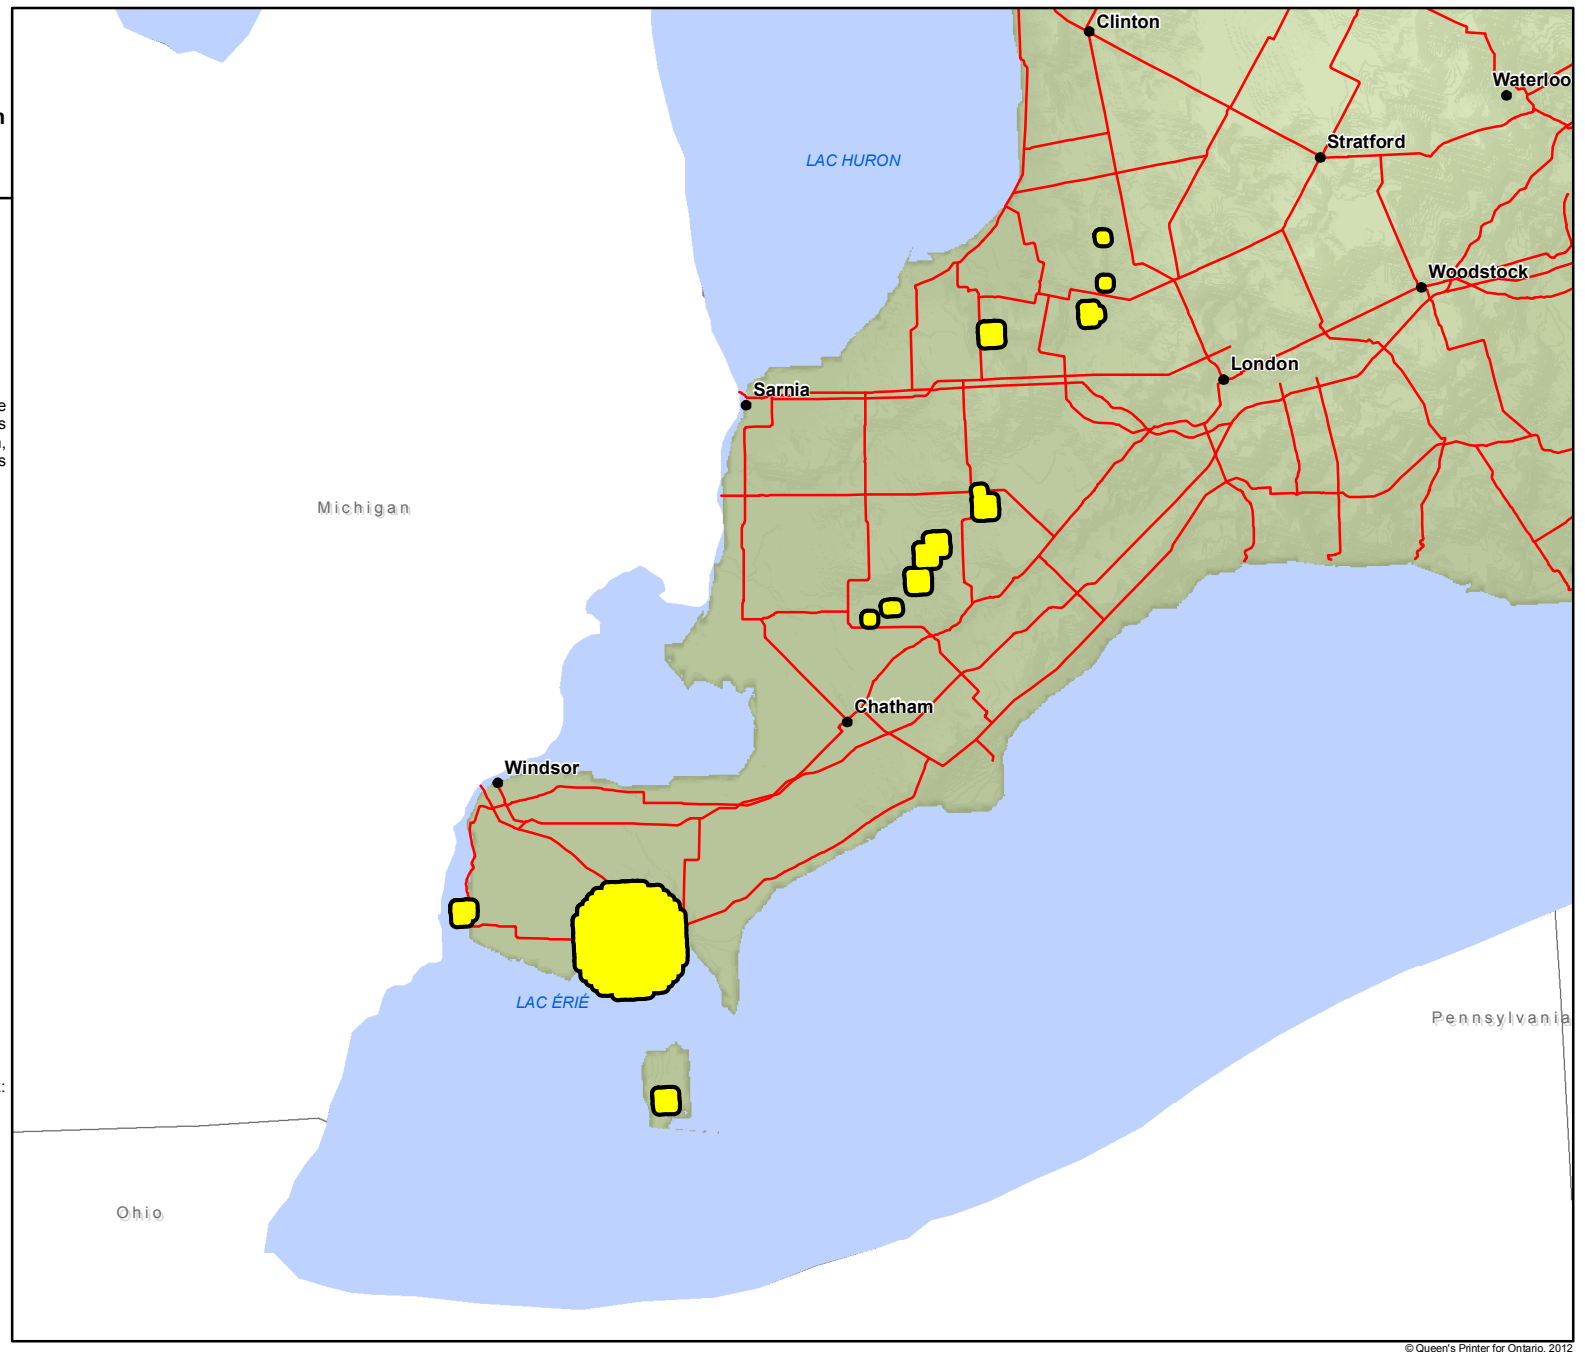 Clinton
Waterloo
n
Stratford
LAC HURON
Woodstock
London
Sarnia
e
s
,
s
Michigan
Chatham
Windsor
LAC ÉRIÉ
Pennsylvania
:
Ohio
© Queen's Printer for Ontario, 2012